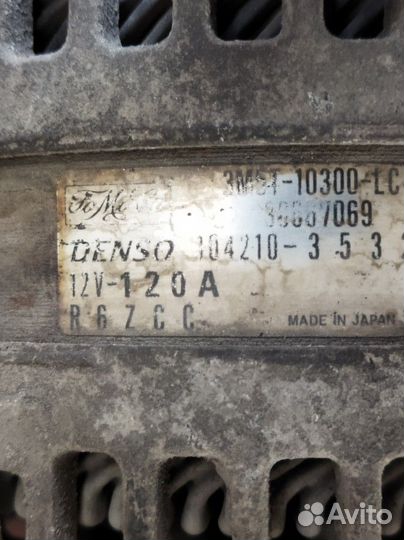 FoMoCo
3M5T-10300-LC
30667069
DENSO 104210-353
12V-120A
R6ZCC
MADE IN JAPAN
Avito